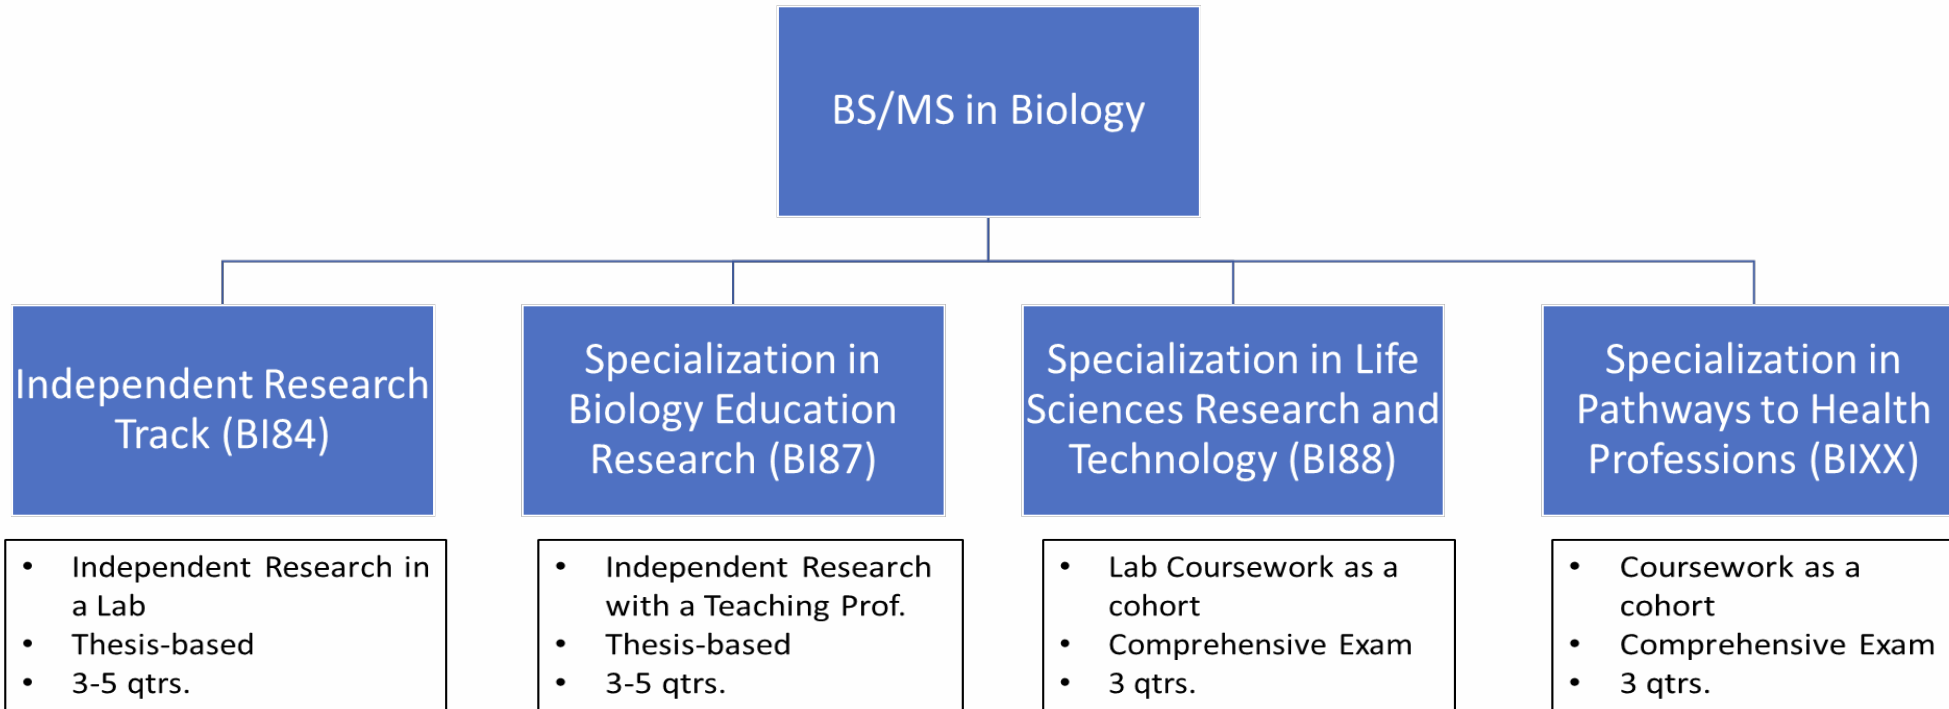 BS/MS in Biology
Independent Research
Track (BI84)
Specialization in
Biology Education
Research (BI87)
Specialization in Life
Sciences Research and
Technology (BI88)
Specialization in
Pathways to Health
Professions (BIXX)
• Independent Research in
a Lab
• Thesis-based
• 3-5 qtrs.
• Independent Research
with a Teaching Prof.
• Thesis-based
• 3-5 qtrs.
• Lab Coursework as a
cohort
• Comprehensive Exam
• 3 qtrs.
• Coursework as a
cohort
• Comprehensive Exam
• 3 qtrs.